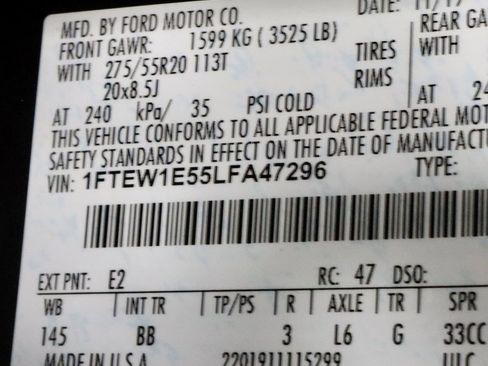 MFD. BY FORD MOTOR CO. DATE: 11/19
FRONT GAWR: 1599 KG ( 3525 LB) REAR GA
WITH 275/55R20 113T TIRES WITH
20x8.5J RIMS
AT 240 kPa/ 35 PSI COLD AT 24
THIS VEHICLE CONFORMS TO ALL APPLICABLE FEDERAL MOT
SAFETY STANDARDS IN EFFECT ON THE DATE OF MANUFACTU
VIN: 1FTEW1E55LFA47296 TYPE:
EXT PNT: E2 RC: 47 DSO:
WB INT TR TP/PS R AXLE TR SPR
145 BB 3 L6 G 33CC
MADE IN U.S.A. 2201911115299 ULC